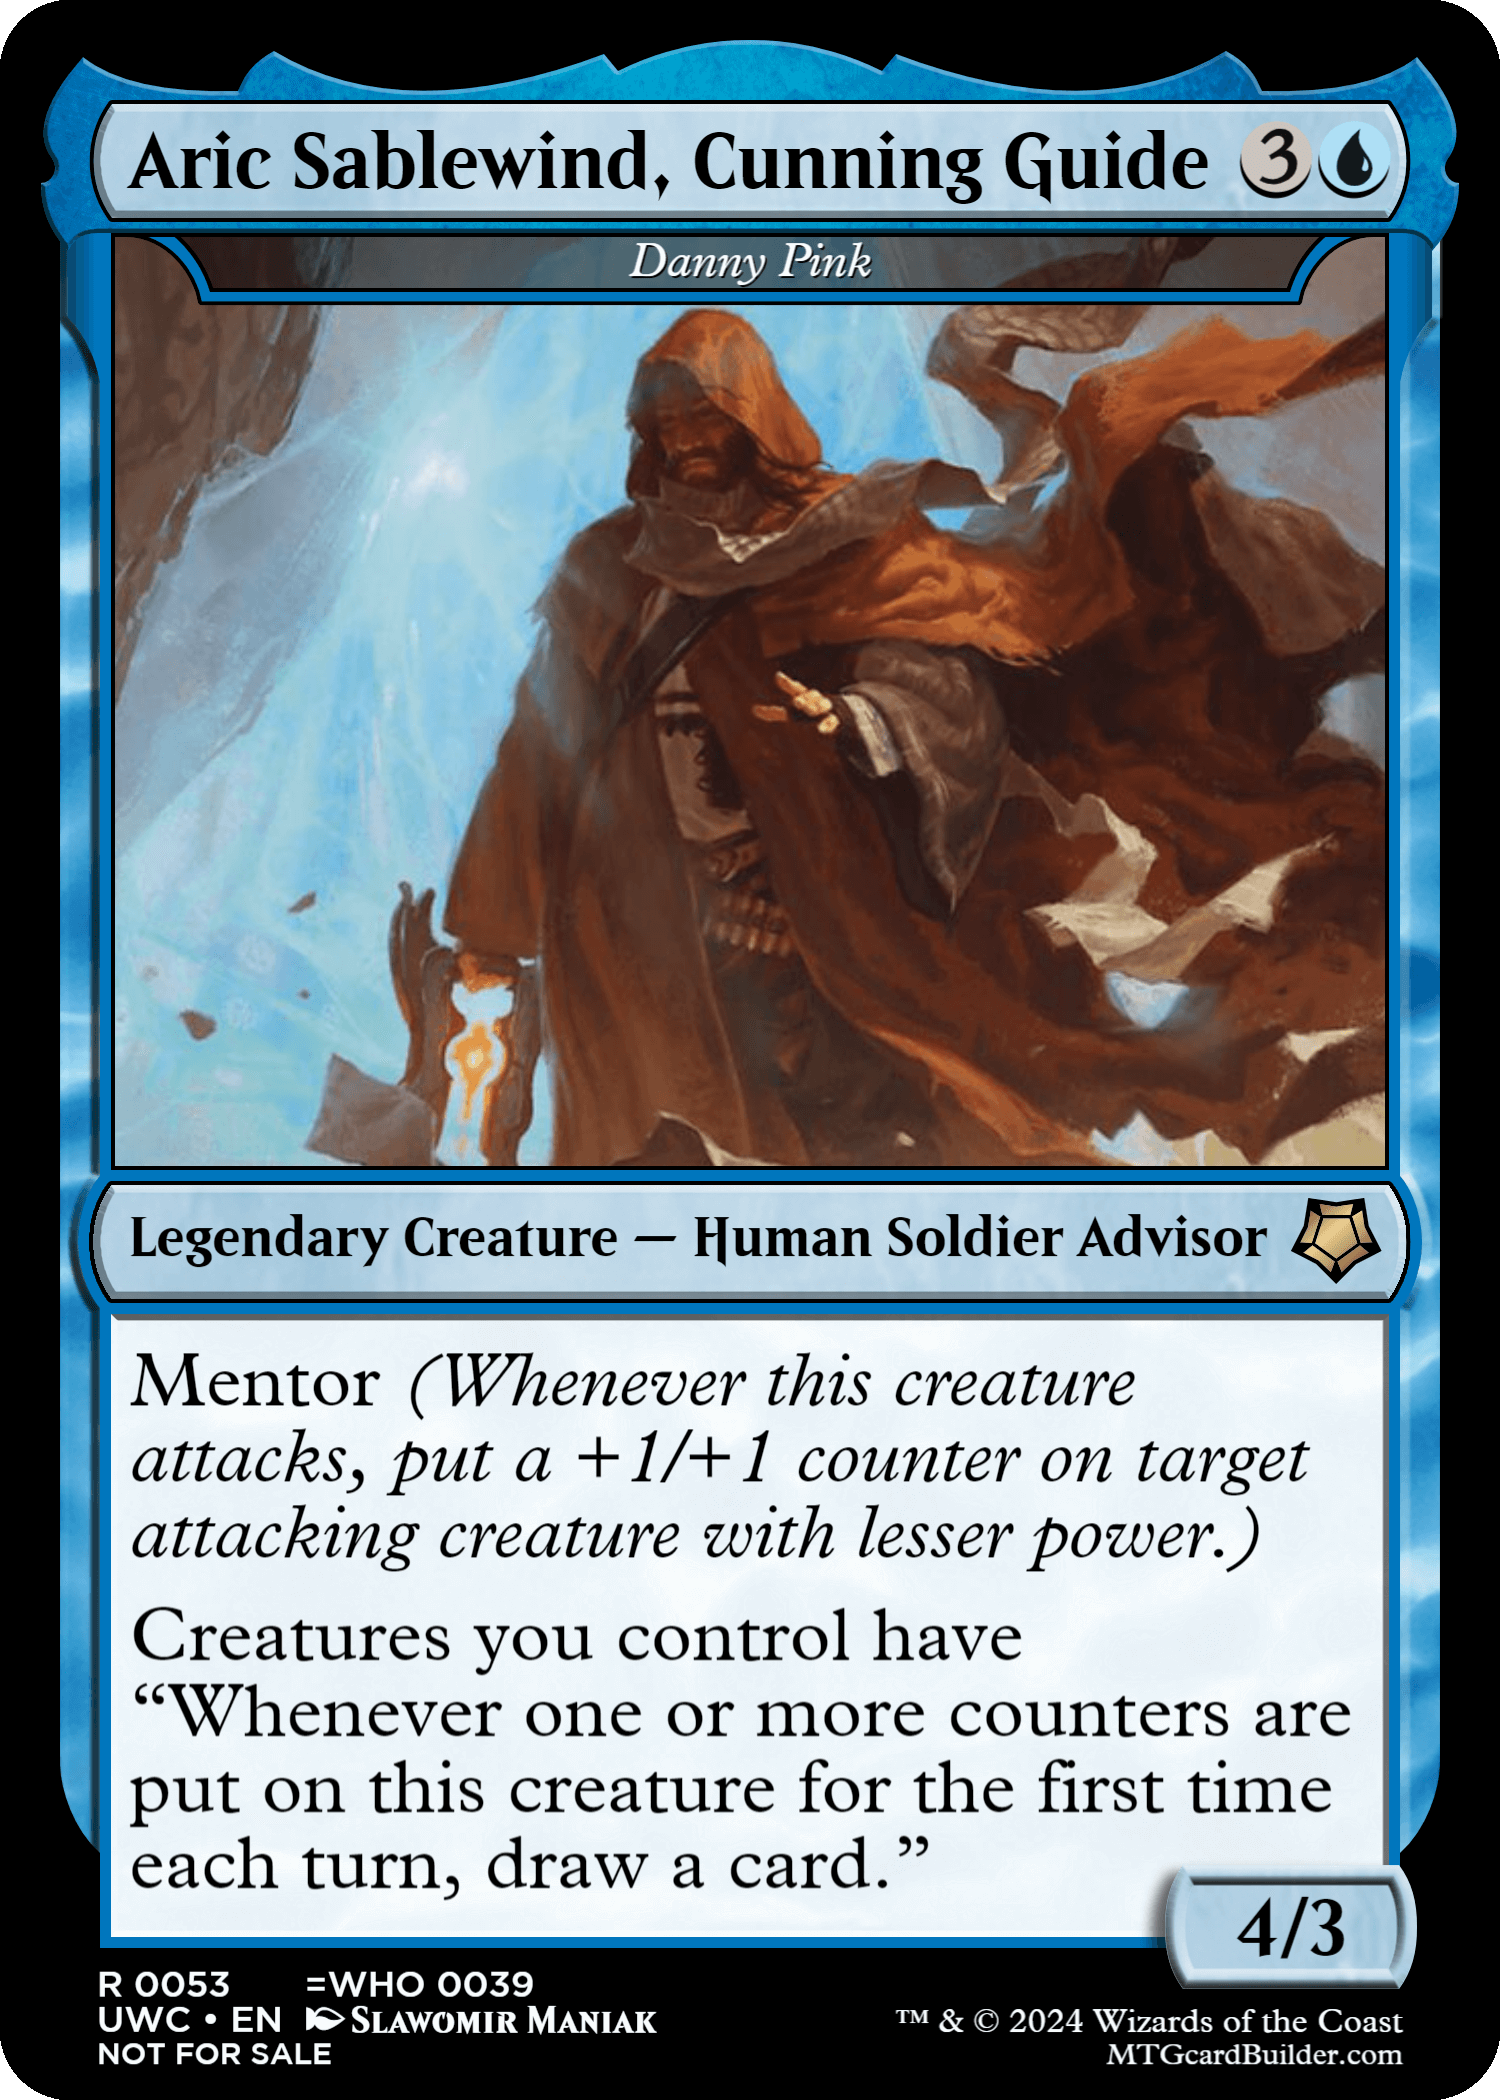 Aric Sablewind, Cunning Guide 3
Danny Pink
Legendary Creature — Human Soldier Advisor
Mentor (Whenever this creature
attacks, put a +1/+1 counter on target
attacking creature with lesser power.)
Creatures you control have
“Whenever one or more counters are
put on this creature for the first time
each turn, draw a card.”
4/3
R 0053 =WHO 0039
UWC • EN Slawomir Maniak
NOT FOR SALE
™ & © 2024 Wizards of the Coast
MTGcardBuilder.com